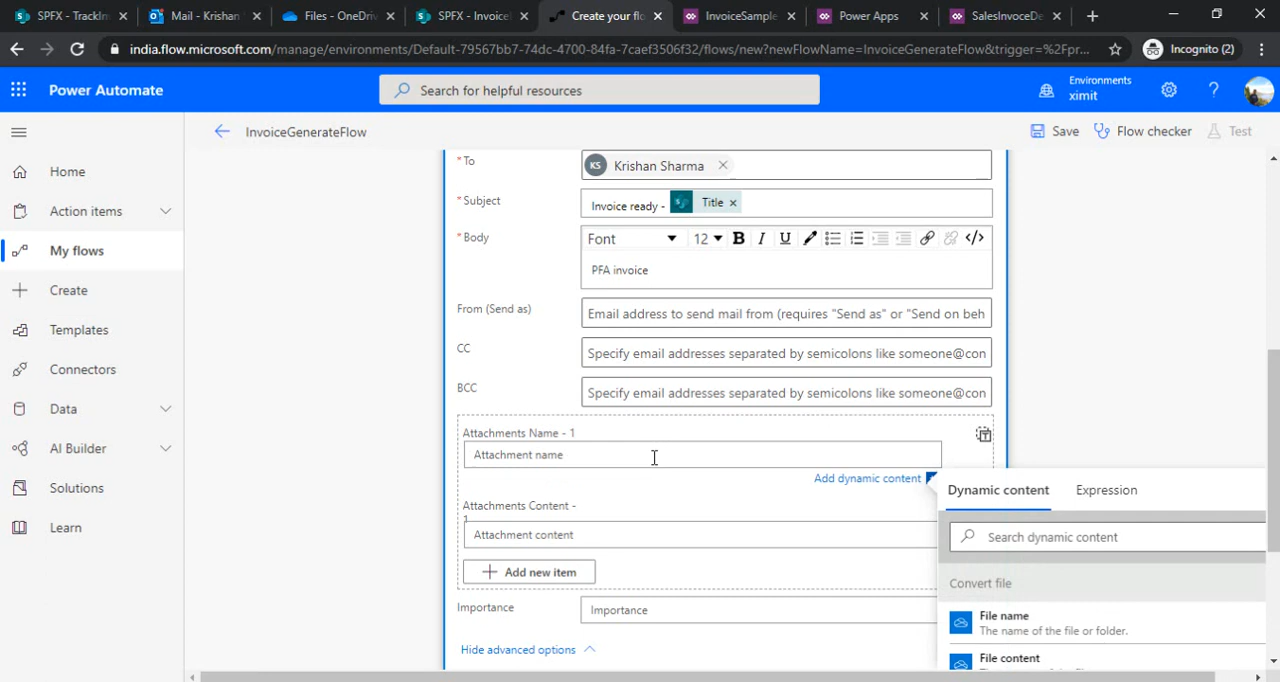 SPFX - TrackIn
Mail - Krishan
Files - OneDriv
SPFX - Invoicel
Create your flo
InvoiceSample
Power Apps
SalesInvoceDe
india.flow.microsoft.com/manage/environments/Default-79567bb7-74dc-4700-84fa-7caef3506f32/flows/new?newFlowName=InvoiceGenerateFlow&trigger=%2Fpr...
Incognito (2)
Power Automate
Search for helpful resources
Environments
ximit
InvoiceGenerateFlow
Save
Flow checker
Test
Home
Action items
My flows
Create
Templates
Connectors
Data
AI Builder
Solutions
Learn
* To
KS Krishan Sharma
* Subject
Invoice ready - Title
* Body
Font 12 B I U </>
PFA invoice
From (Send as)
Email address to send mail from (requires "Send as" or "Send on beh
CC
Specify email addresses separated by semicolons like someone@con
BCC
Specify email addresses separated by semicolons like someone@con
Attachments Name - 1
Attachment name
Add dynamic content
Attachments Content -
1
Attachment content
Add new item
Importance
Importance
Hide advanced options
Dynamic content
Expression
Search dynamic content
Convert file
File name
The name of the file or folder.
File content